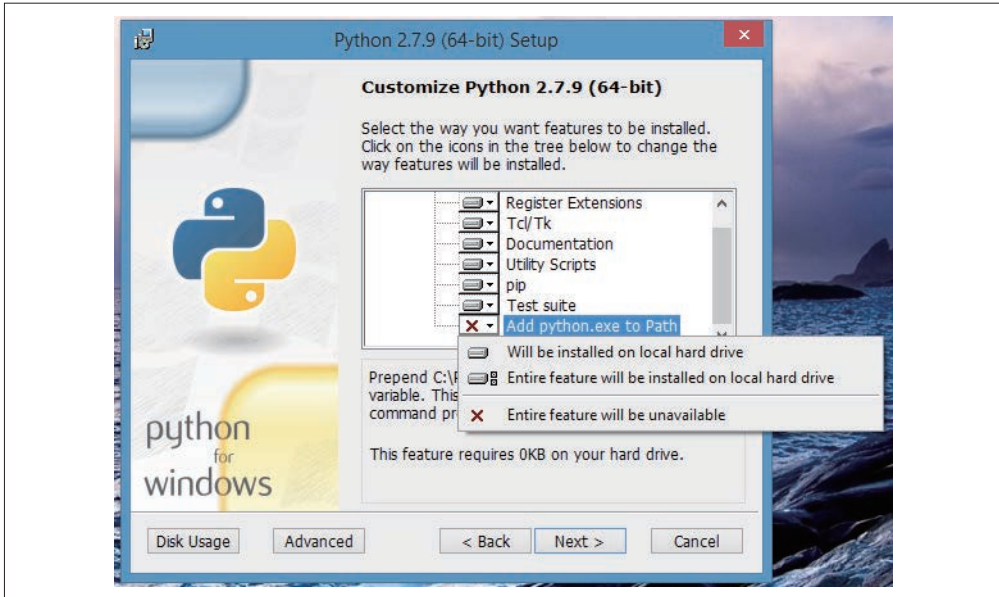 Python 2.7.9 (64-bit) Setup
Customize Python 2.7.9 (64-bit)
Select the way you want features to be installed.
Click on the icons in the tree below to change the
way features will be installed.
Register Extensions
Tcl/Tk
Documentation
Utility Scripts
pip
Test suite
Add python.exe to Path
Will be installed on local hard drive
Entire feature will be installed on local hard drive
Entire feature will be unavailable
Prepend
variable. This
command
This feature requires 0KB on your hard drive.
python
for
windows
Disk Usage
Advanced
< Back
Next >
Cancel